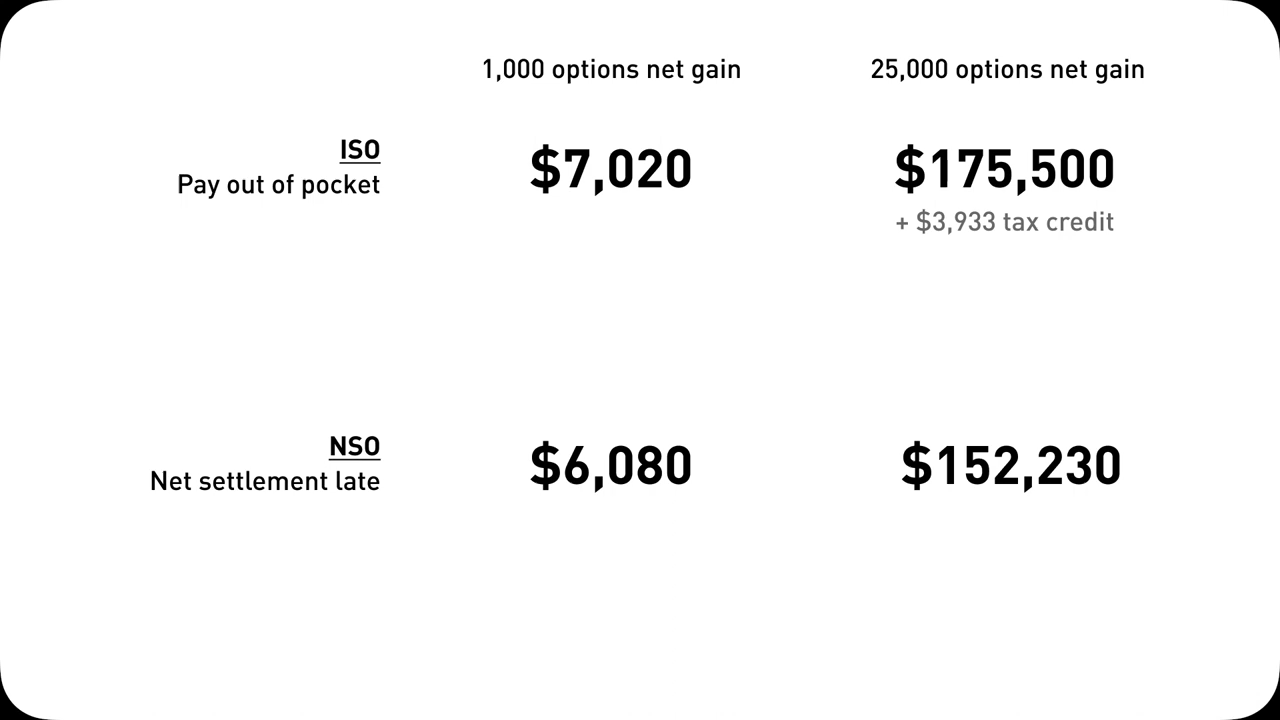 1,000 options net gain
25,000 options net gain
ISO
Pay out of pocket
$7,020
$175,500
+ $3,933 tax credit
NSO
Net settlement late
$6,080
$152,230